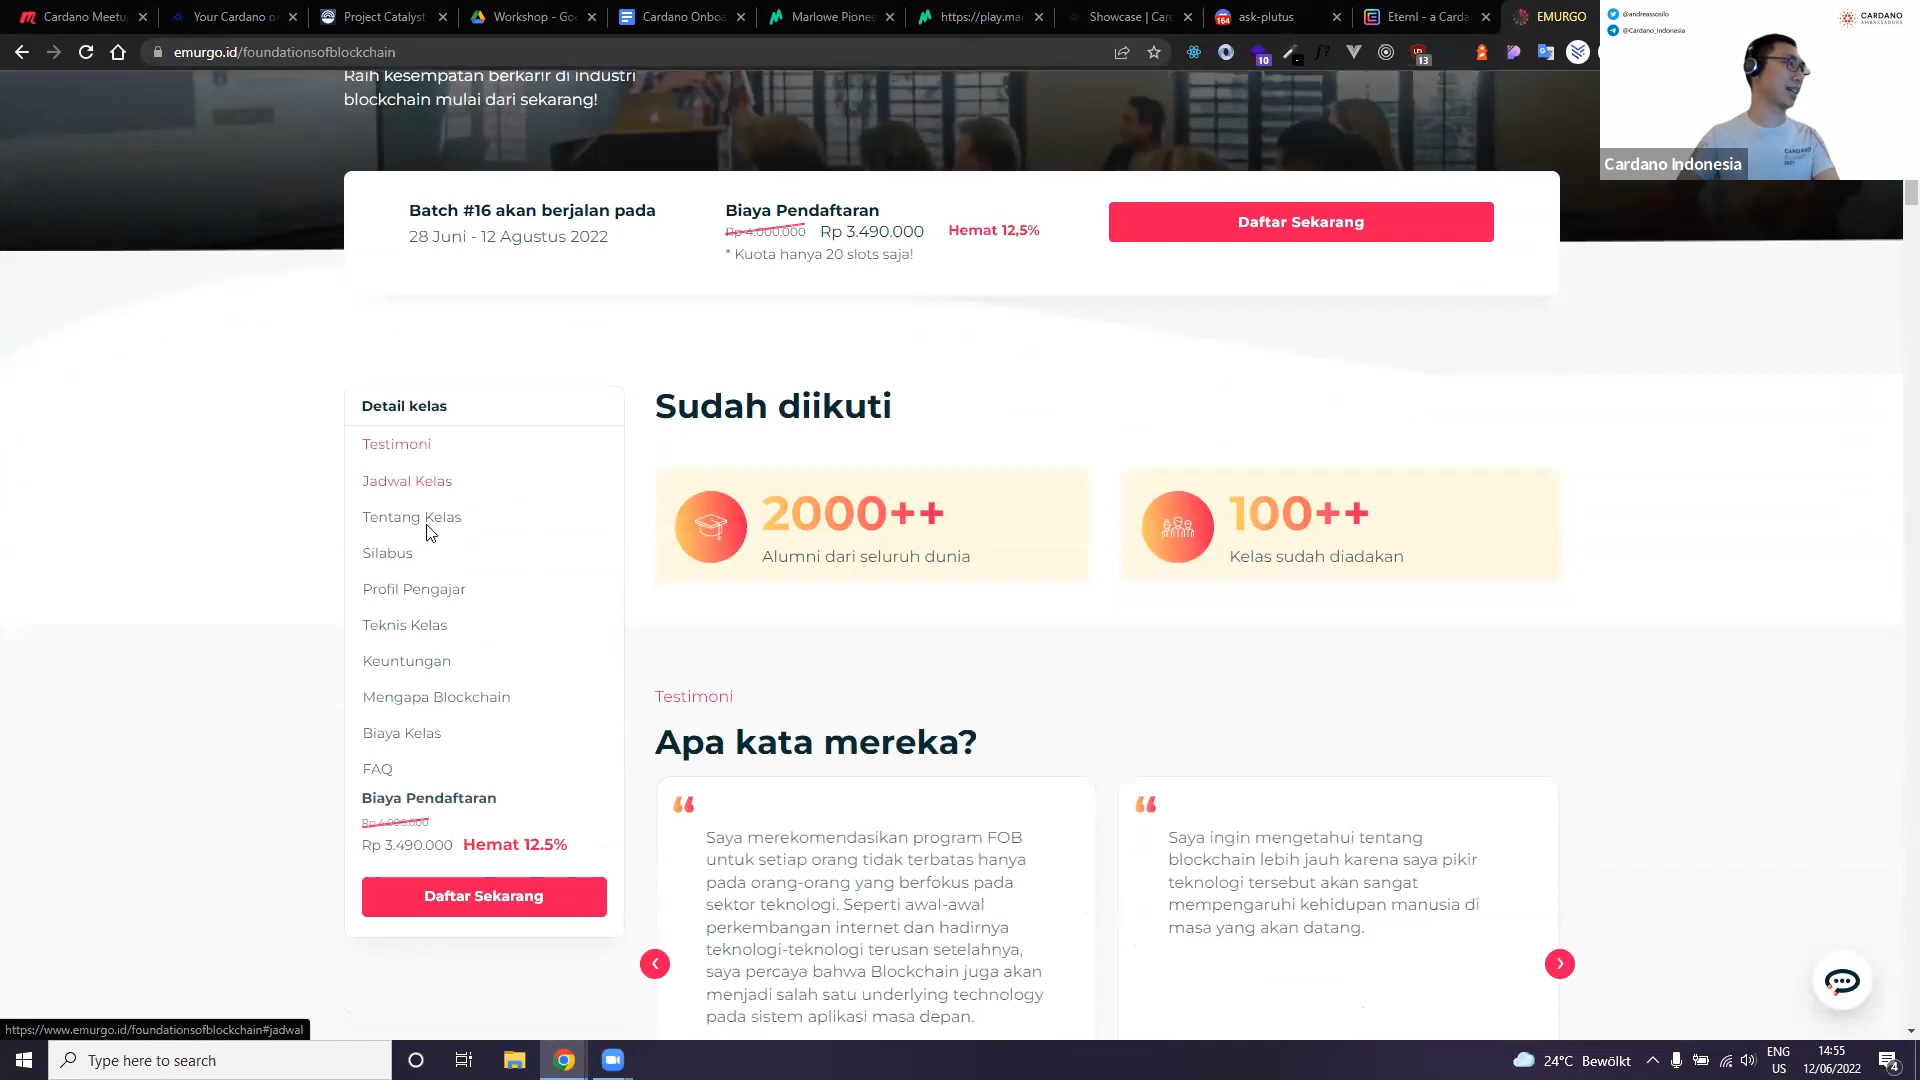 Cardano Meetu
Your Cardano o
Project Catalyst
Workshop - Goo
Cardano Onboa
Marlowe Pionee
https://play.ma
Showcase | Car
ask-plutus
Eternl - a Carda
EMURGO
@andreassosilo
@Cardano_Indonesia
CARDANO
AMBASSADORS
emurgo.id/foundationsofblockchain
10
13
Raih kesempatan berkarir di industri
blockchain mulai dari sekarang!
Cardano Indonesia
Batch #16 akan berjalan pada
28 Juni - 12 Agustus 2022
Biaya Pendaftaran
Rp 4.000.000 Rp 3.490.000 Hemat 12,5%
* Kuota hanya 20 slots saja!
Daftar Sekarang
Detail kelas
Testimoni
Jadwal Kelas
Tentang Kelas
Silabus
Profil Pengajar
Teknis Kelas
Keuntungan
Mengapa Blockchain
Biaya Kelas
FAQ
Biaya Pendaftaran
Rp 4.000.000
Rp 3.490.000 Hemat 12.5%
Daftar Sekarang
Sudah diikuti
2000++
Alumni dari seluruh dunia
100++
Kelas sudah diadakan
Testimoni
Apa kata mereka?
Saya merekomendasikan program FOB
untuk setiap orang tidak terbatas hanya
pada orang-orang yang berfokus pada
sektor teknologi. Seperti awal-awal
perkembangan internet dan hadirnya
teknologi-teknologi terusan setelahnya,
saya percaya bahwa Blockchain juga akan
menjadi salah satu underlying technology
pada sistem aplikasi masa depan.
Saya ingin mengetahui tentang
blockchain lebih jauh karena saya pikir
teknologi tersebut akan sangat
mempengaruhi kehidupan manusia di
masa yang akan datang.
https://www.emurgo.id/foundationsofblockchain#jadwal
Type here to search
24°C Bewölkt
ENG
US
14:55
12/06/2022
4